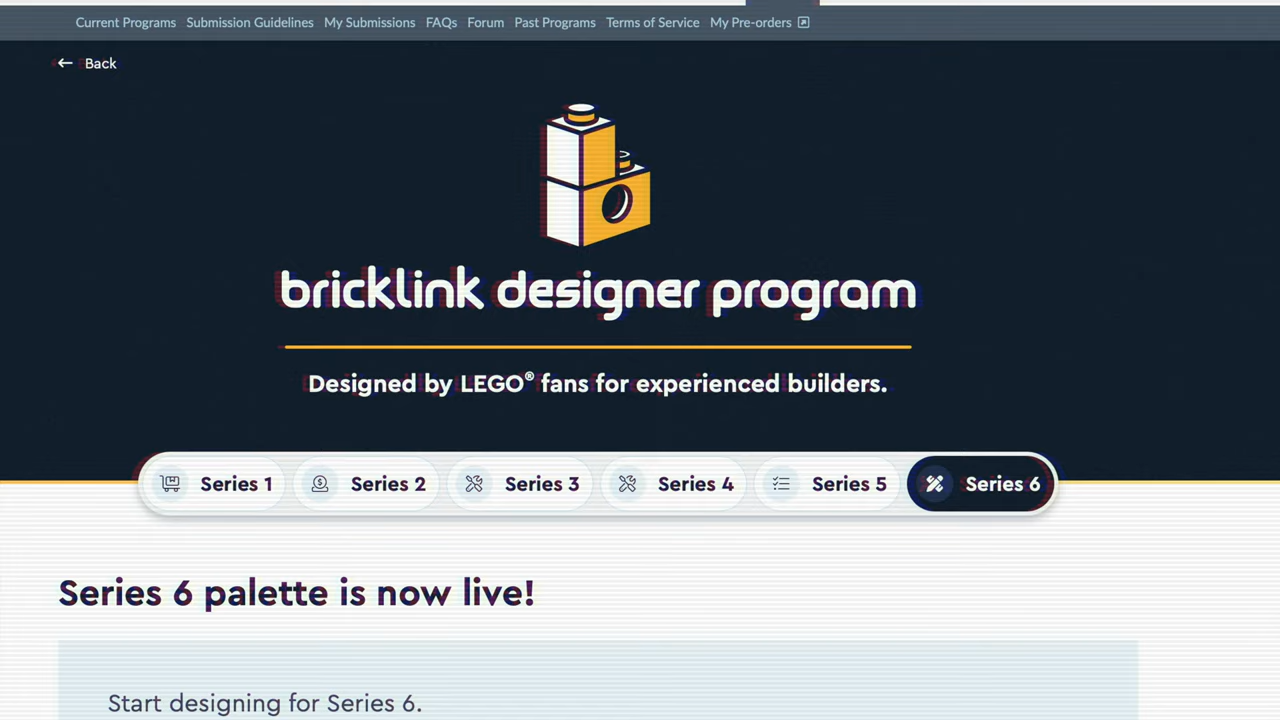 Current Programs Submission Guidelines My Submissions FAQs Forum Past Programs Terms of Service My Pre-orders
Back
bricklink designer program
Designed by LEGO® fans for experienced builders.
Series 1 Series 2 Series 3 Series 4 Series 5 Series 6
Series 6 palette is now live!
Start designing for Series 6.